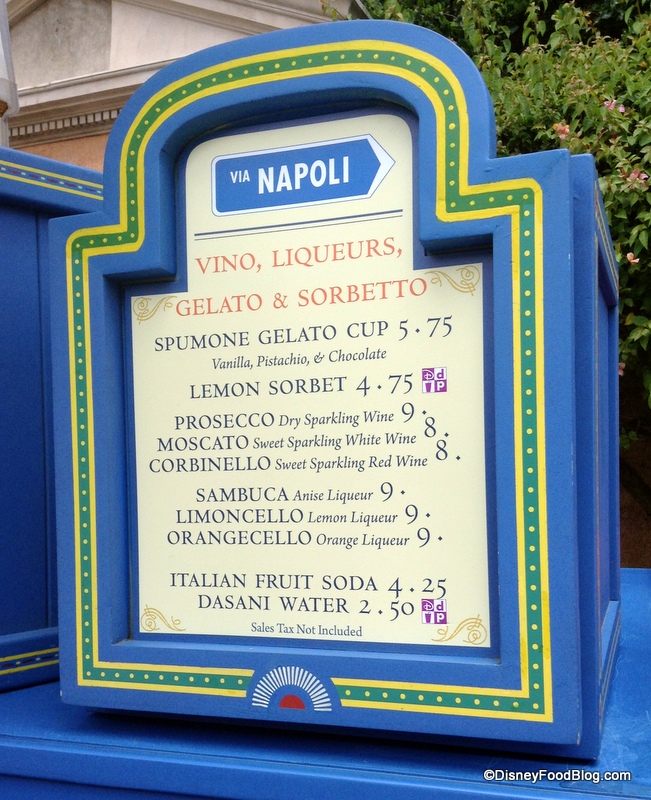 VIA NAPOLI
VINO, LIQUEURS,
GELATO & SORBETTO
SPUMONE GELATO CUP 5.75
Vanilla, Pistachio, & Chocolate
LEMON SORBET 4.75 DdP
PROSECCO Dry Sparkling Wine 9.
MOSCATO Sweet Sparkling White Wine 8.
CORBINELLO Sweet Sparkling Red Wine 8.
SAMBUCA Anise Liqueur 9.
LIMONCELLO Lemon Liqueur 9.
ORANGECELLO Orange Liqueur 9.
ITALIAN FRUIT SODA 4.25
DASANI WATER 2.50 DdP
Sales Tax Not Included
©DisneyFoodBlog.com